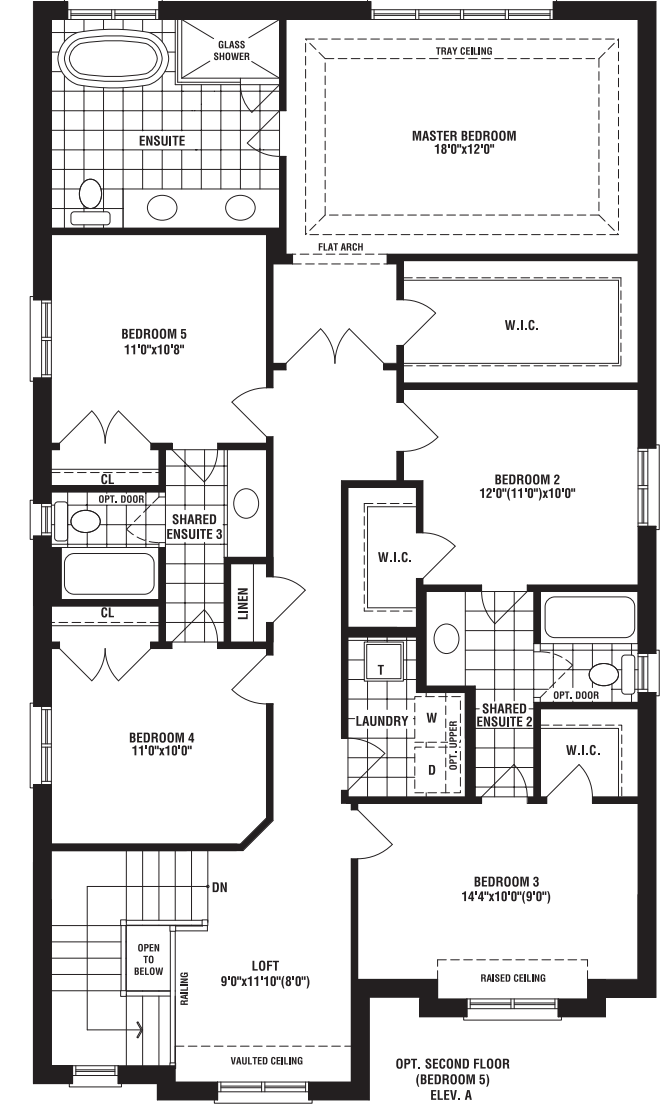 GLASS
SHOWER
TRAY CEILING
ENSUITE
MASTER BEDROOM
18'0"x12'0"
FLAT ARCH
BEDROOM 5
11'0"x10'8"
W.I.C.
CL
OPT. DOOR
SHARED
ENSUITE 3
BEDROOM 2
12'0"(11'0")x10'0"
W.I.C.
LINEN
CL
T
LAUNDRY
W
D
OPT. UPPER
OPT. DOOR
SHARED
ENSUITE 2
W.I.C.
BEDROOM 4
11'0"x10'0"
BEDROOM 3
14'4"x10'0"(9'0")
RAISED CEILING
DN
OPEN
TO
BELOW
RAILING
LOFT
9'0"x11'10"(8'0")
VAULTED CEILING
OPT. SECOND FLOOR
(BEDROOM 5)
ELEV. A